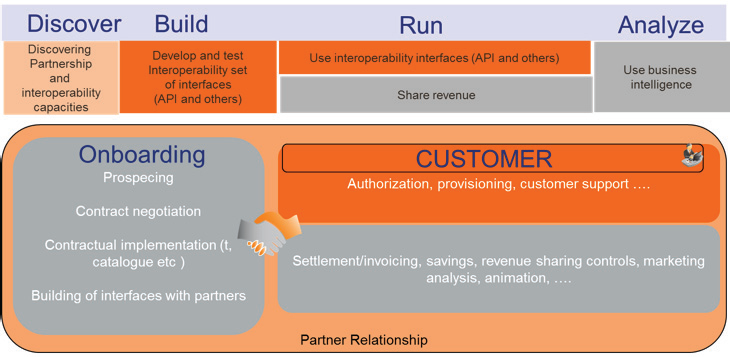 Discover
Build
Run
Analyze
Discovering
Partnership
and
interoperability
capacities
Develop and test
Interoperability set
of interfaces
(API and others)
Use interoperability interfaces (API and others)
Share revenue
Use business
intelligence
Onboarding
Prospecing
Contract negotiation
Contractual implementation (t,
catalogue etc )
Building of interfaces with partners
CUSTOMER
Authorization, provisioning, customer support ….
Settlement/invoicing, savings, revenue sharing controls, marketing
analysis, animation, ….
Partner Relationship